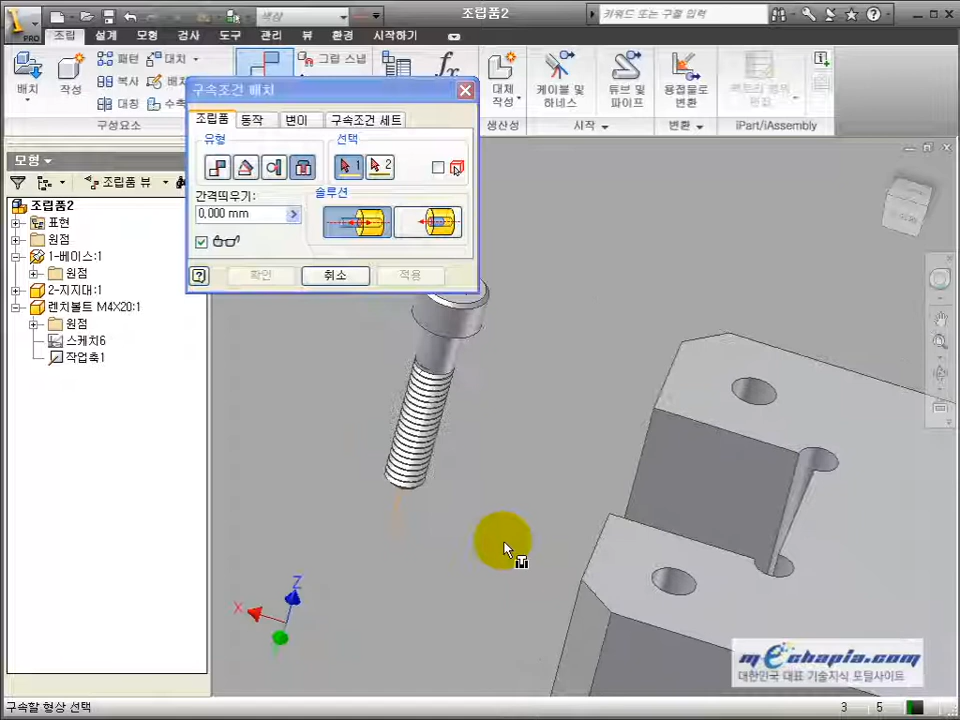 조립품2
키워드 또는 구절 입력
PRO
색상
조립 설계 모형 검사 도구 관리 뷰 환경 시작하기
배치
작성
패턴
복사
대칭
대치
구성요소
그립 스냅
fx
대체
작성
생산성
케이블 및
하네스
튜브 및
파이프
시작
용접물로
변환
변환
iPart/iAssembly
구속조건 배치
조립품 동작 변이 구속조건 세트
유형
선택
1
2
간격띄우기:
0.000 mm
솔루션
확인
취소
적용
모형
조립품 뷰
조립품2
표현
원점
1-베이스:1
원점
2-지지대:1
렌치볼트 M4X20:1
원점
스케치6
작업축1
Z
X
mechapia.com
대한민국 대표 기술지식 포털사이트
구속할 형상 선택
3 5